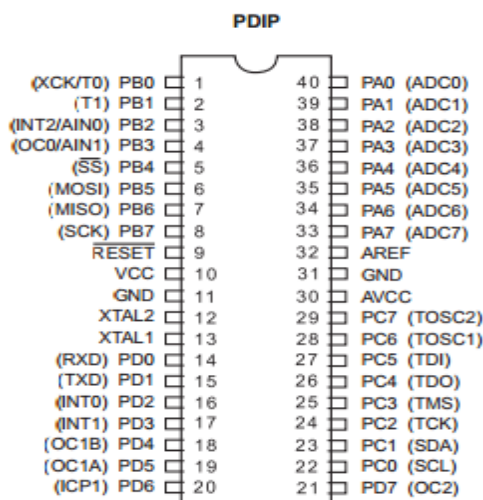 PDIP
(XCK/T0) PB0 1 40 PA0 (ADC0)
(T1) PB1 2 39 PA1 (ADC1)
(INT2/AIN0) PB2 3 38 PA2 (ADC2)
(OC0/AIN1) PB3 4 37 PA3 (ADC3)
(SS) PB4 5 36 PA4 (ADC4)
(MOSI) PB5 6 35 PA5 (ADC5)
(MISO) PB6 7 34 PA6 (ADC6)
(SCK) PB7 8 33 PA7 (ADC7)
RESET 9 32 AREF
VCC 10 31 GND
GND 11 30 AVCC
XTAL2 12 29 PC7 (TOSC2)
XTAL1 13 28 PC6 (TOSC1)
(RXD) PD0 14 27 PC5 (TDI)
(TXD) PD1 15 26 PC4 (TDO)
(INT0) PD2 16 25 PC3 (TMS)
(INT1) PD3 17 24 PC2 (TCK)
(OC1B) PD4 18 23 PC1 (SDA)
(OC1A) PD5 19 22 PC0 (SCL)
(ICP1) PD6 20 21 PD7 (OC2)